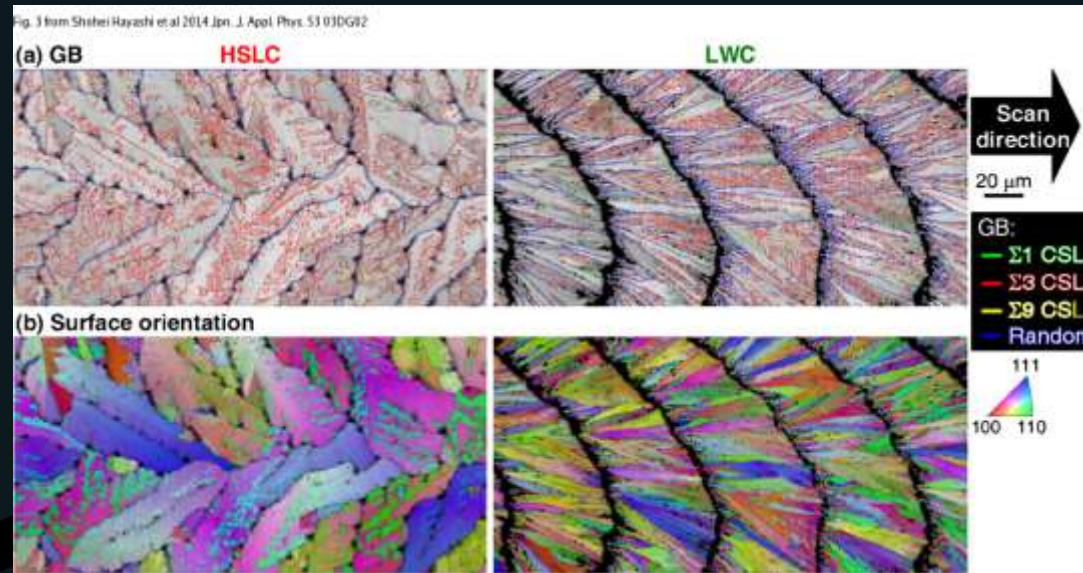 Fig. 3 from Shohei Hayashi et al 2014 Jpn. J. Appl. Phys. 53 03DG02
(a) GB HSLC LWC
Scan
direction
20 μm
GB:
Σ1 CSL
Σ3 CSL
Σ9 CSL
Random
(b) Surface orientation
111
100 110